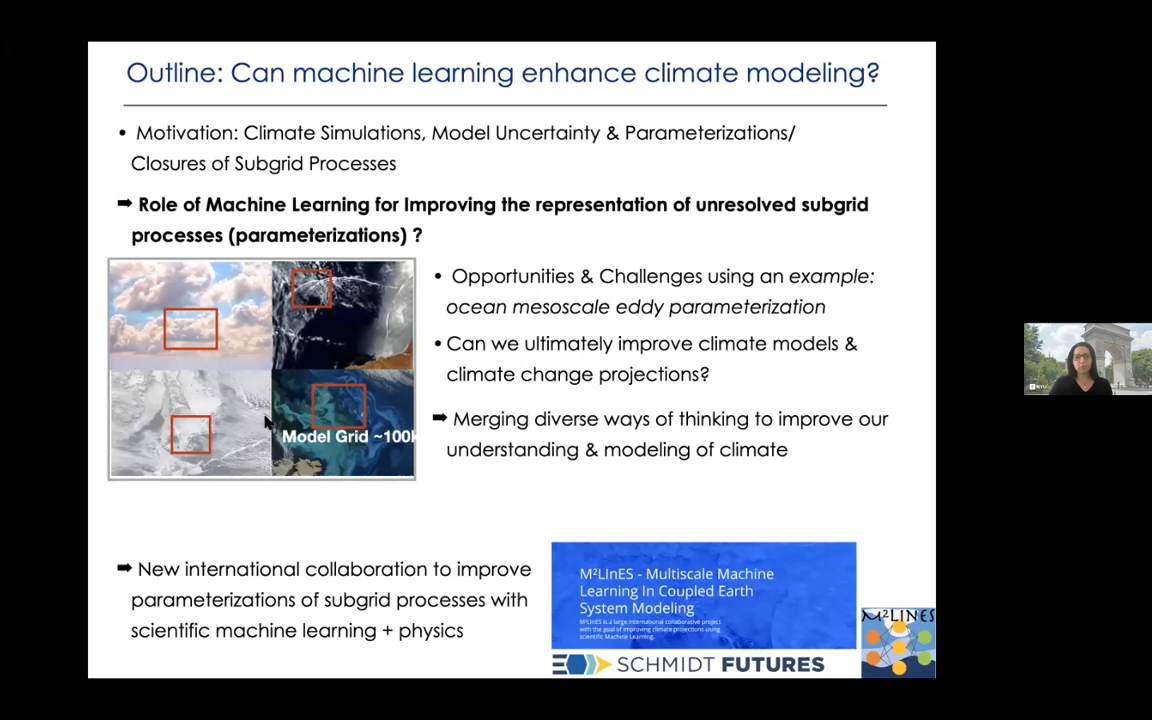 Outline: Can machine learning enhance climate modeling?
• Motivation: Climate Simulations, Model Uncertainty & Parameterizations/
Closures of Subgrid Processes
➡ Role of Machine Learning for Improving the representation of unresolved subgrid
processes (parameterizations) ?
Model Grid ~100k
• Opportunities & Challenges using an example:
ocean mesoscale eddy parameterization
• Can we ultimately improve climate models &
climate change projections?
➡ Merging diverse ways of thinking to improve our
understanding & modeling of climate
➡ New international collaboration to improve
parameterizations of subgrid processes with
scientific machine learning + physics
M²LInES - Multiscale Machine
Learning In Coupled Earth
System Modeling
M²LInES is a large international collaborative project
with the goal of improving climate projections using
scientific Machine Learning.
SCHMIDT FUTURES
M²LINES
NYU